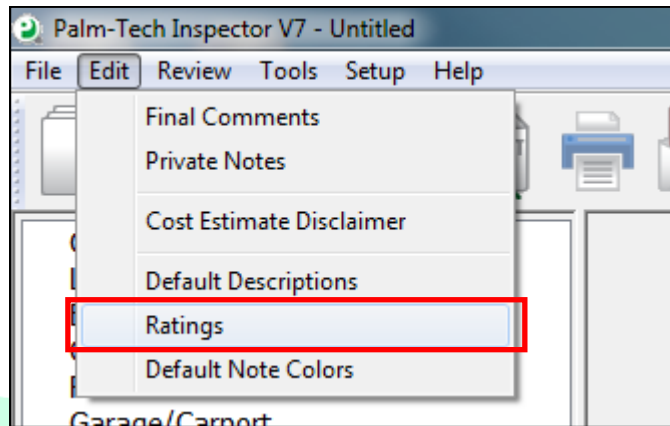 Palm-Tech Inspector V7 - Untitled
File Edit Review Tools Setup Help
Final Comments
Private Notes
Cost Estimate Disclaimer
Default Descriptions
Ratings
Default Note Colors
Garage/Carport